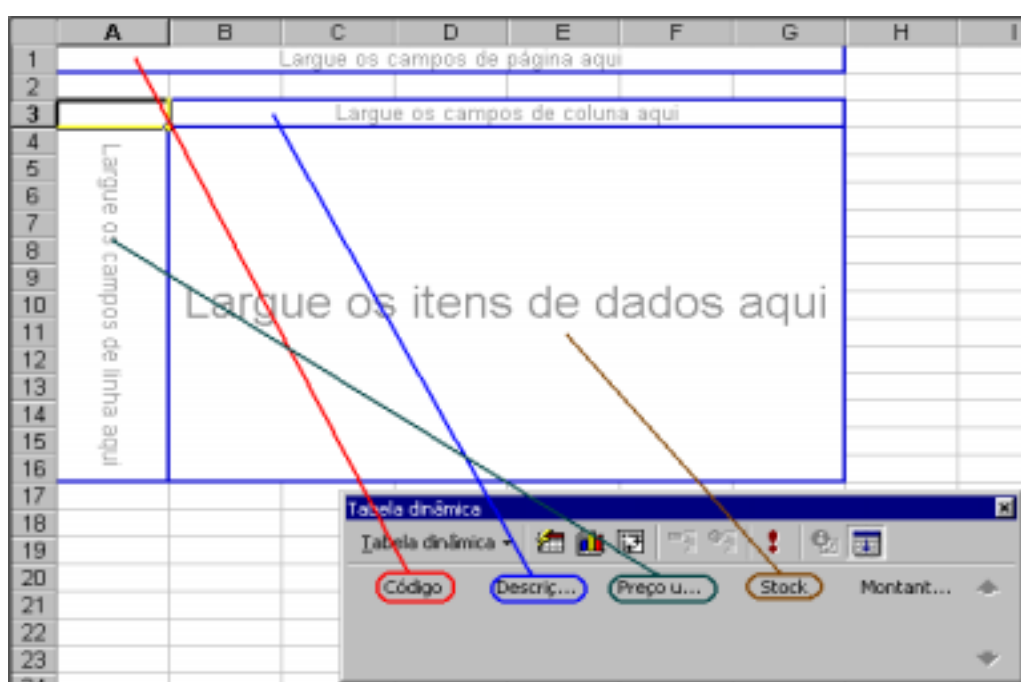 A B C D E F G H I
1 Largue os campos de página aqui
2
3 Largue os campos de coluna aqui
4
5
6
7
8
9
10
11
12
13
14
15
16
17
18
19
20
21
22
23
24
Largue os campos de linha aqui
Largue os itens de dados aqui
Tabela dinâmica
Tabela dinâmica
Código Descriç... Preço u... Stock Montant...